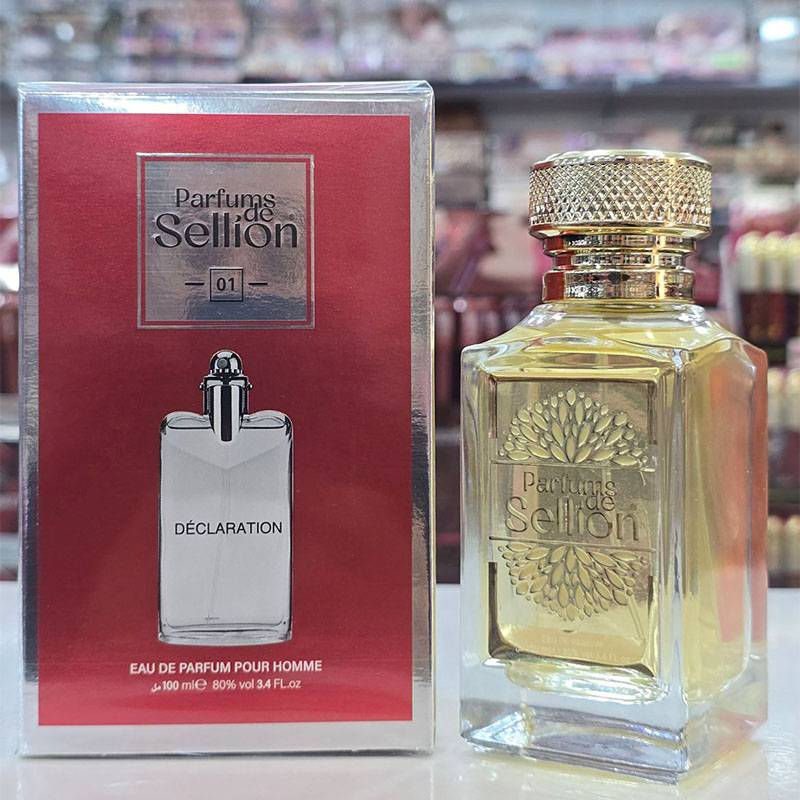 Parfums
de
Sellion®
01
DÉCLARATION
EAU DE PARFUM POUR HOMME
مل 100 ml℮ 80% vol 3.4 FL.oz
Parfums
de
Sellion®